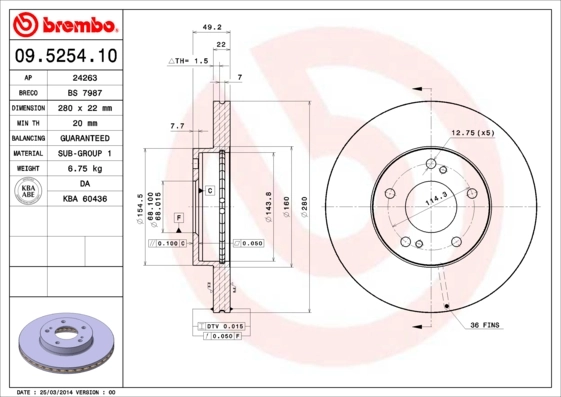 brembo
09.5254.10
AP 24263
BRECO BS 7987
DIMENSION 280 x 22 mm
MIN TH 20 mm
BALANCING GUARANTEED
MATERIAL SUB-GROUP 1
WEIGHT 6.75 kg
KBA ABE DA
KBA 60436
49.2
22
△TH= 1.5
7
7.7
Ø 154.5
Ø 68.100
Ø 68.015
F
C
Ø 143.8
Ø 160
Ø 280
0.100 C
0.050
DTV 0.015
0.050 F
12.75 (x5)
114.3
36 FINS
DATE : 25/03/2014 VERSION : 00